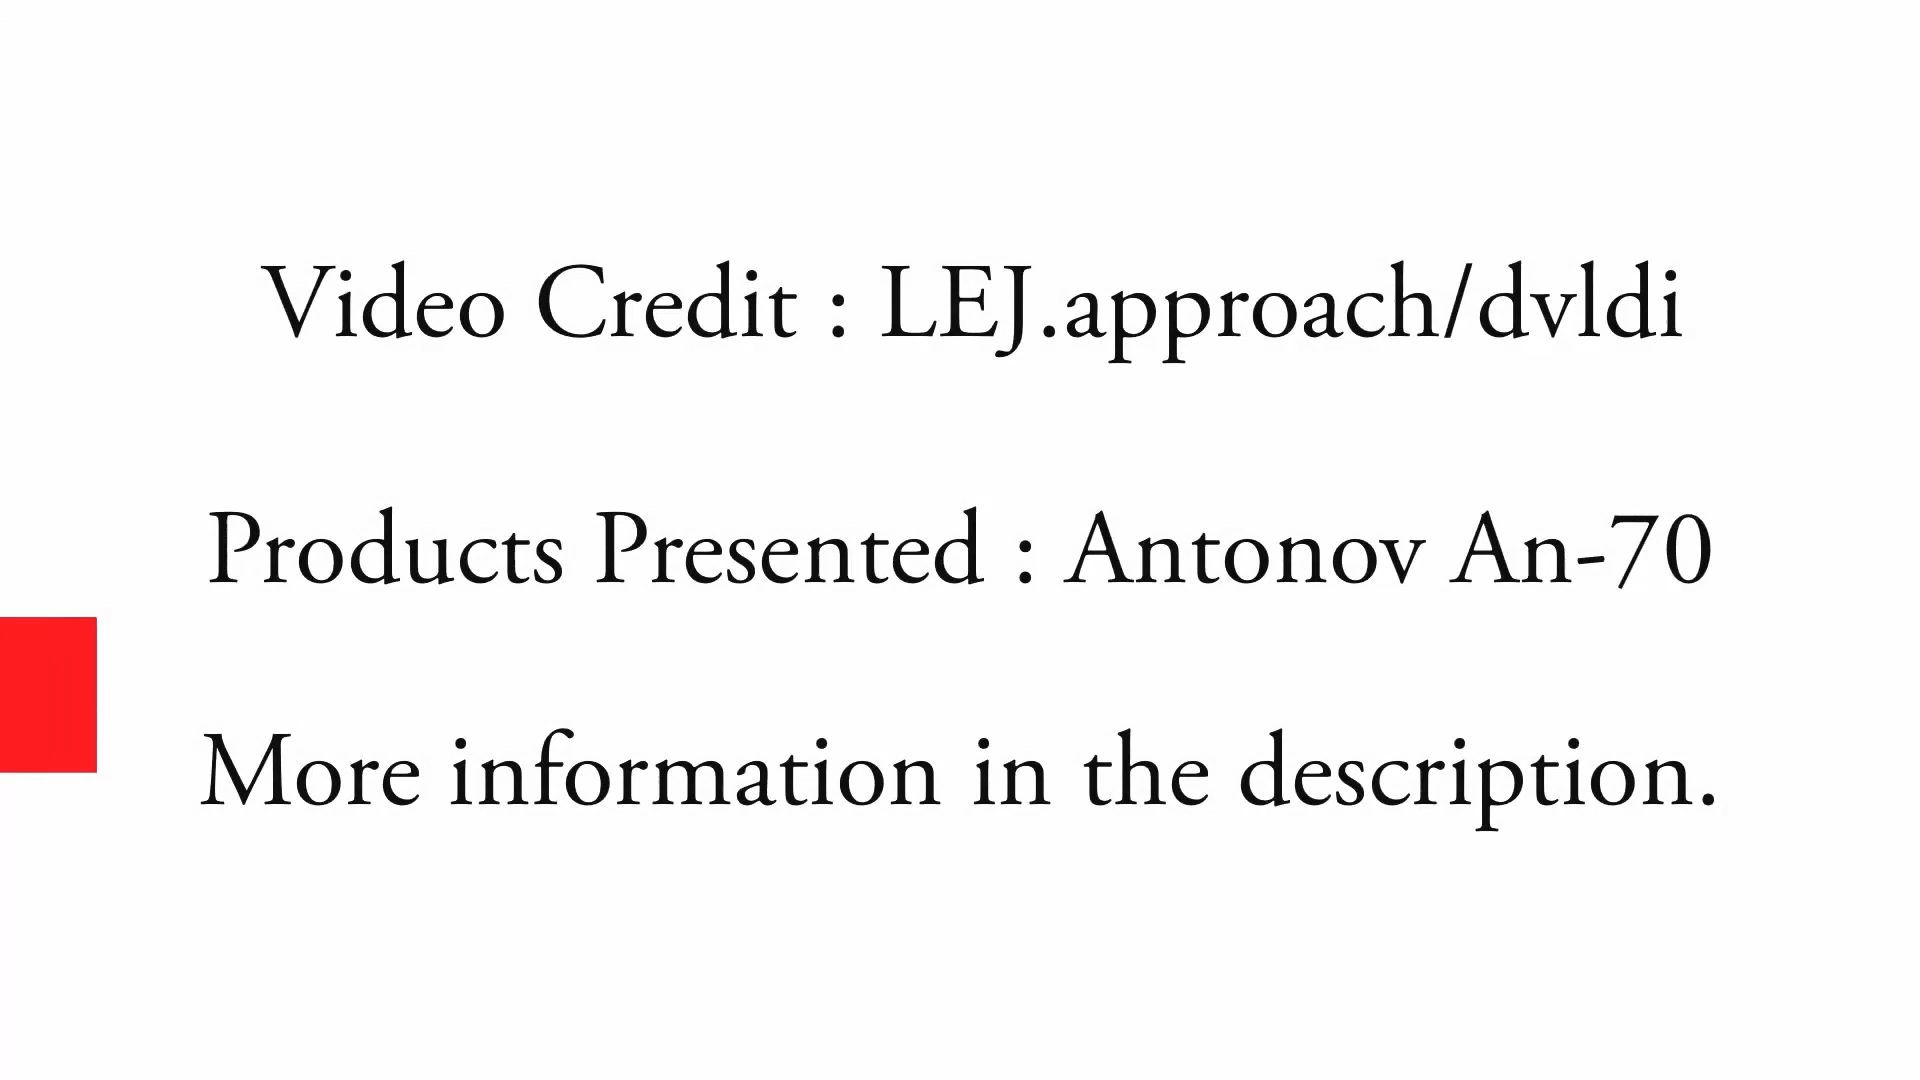 Video Credit : LEJ.approach/dvldi
Products Presented : Antonov An-70
More information in the description.